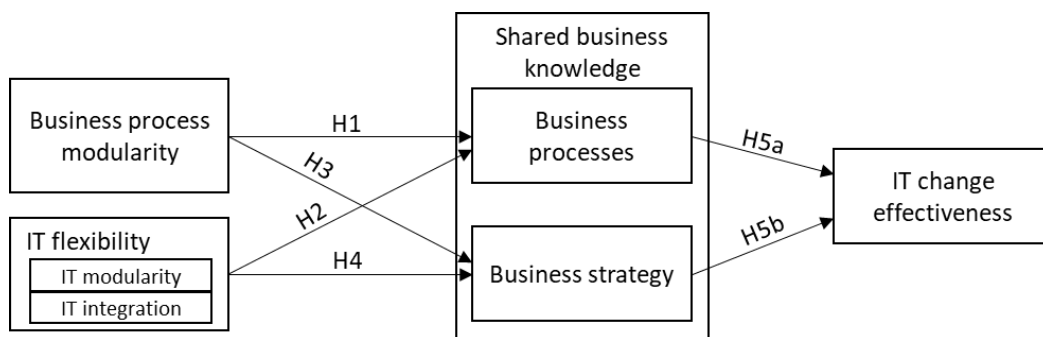 Shared business
knowledge
Business process
modularity
H1
Business
processes
H5a
H3
IT change
effectiveness
H2
IT flexibility
IT modularity
IT integration
H4
Business strategy
H5b